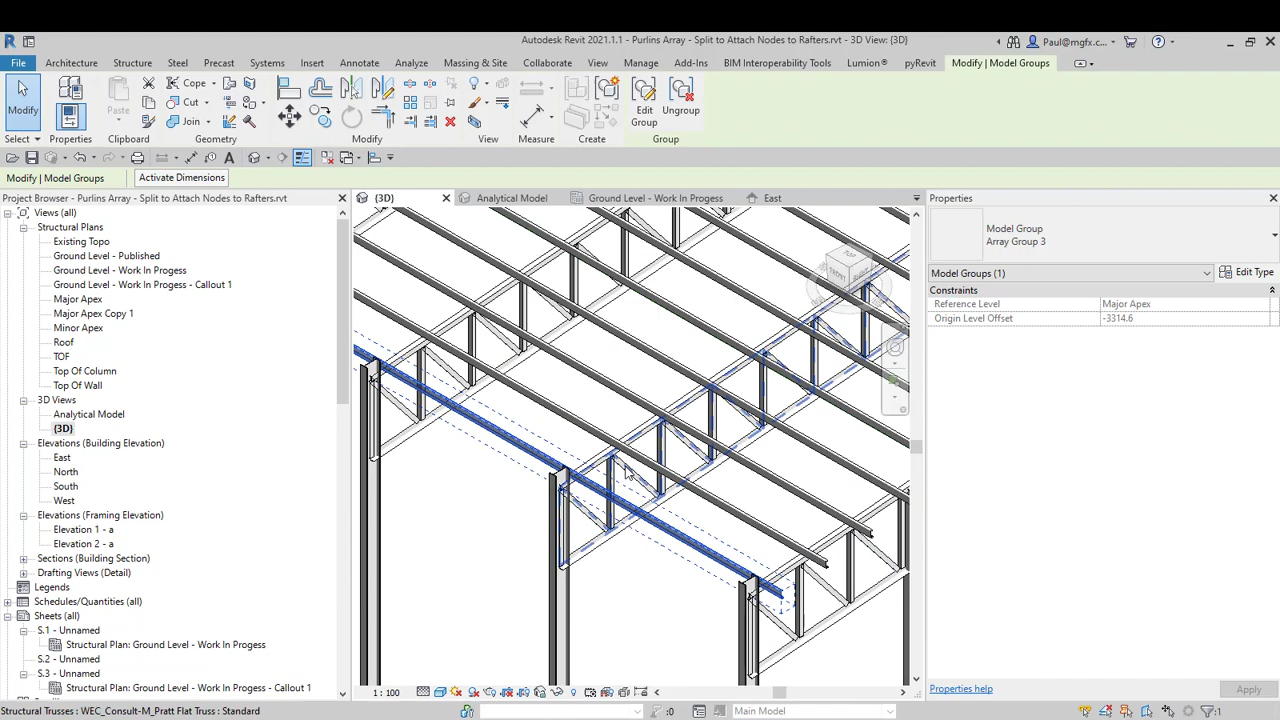 Autodesk Revit 2021.1.1 - Purlins Array - Split to Attach Nodes to Rafters.rvt - 3D View: {3D}
Paul@mgfx.c...
File Architecture Structure Steel Precast Systems Insert Annotate Analyze Massing & Site Collaborate View Manage Add-Ins BIM Interoperability Tools Lumion® pyRevit Modify | Model Groups
Modify
Paste
Cope
Cut
Join
Edit
Group
Ungroup
Select Properties Clipboard Geometry Modify View Measure Create Group
Modify | Model Groups Activate Dimensions
Project Browser - Purlins Array - Split to Attach Nodes to Rafters.rvt
Views (all)
Structural Plans
Existing Topo
Ground Level - Published
Ground Level - Work In Progess
Ground Level - Work In Progess - Callout 1
Major Apex
Major Apex Copy 1
Minor Apex
Roof
TOF
Top Of Column
Top Of Wall
3D Views
Analytical Model
{3D}
Elevations (Building Elevation)
East
North
South
West
Elevations (Framing Elevation)
Elevation 1 - a
Elevation 2 - a
Sections (Building Section)
Drafting Views (Detail)
Legends
Schedules/Quantities (all)
Sheets (all)
S.1 - Unnamed
Structural Plan: Ground Level - Work In Progess
S.2 - Unnamed
S.3 - Unnamed
Structural Plan: Ground Level - Work In Progess - Callout 1
{3D} Analytical Model Ground Level - Work In Progess East
TOP
FRONT
1 : 100
Properties
Model Group
Array Group 3
Model Groups (1) Edit Type
Constraints
Reference Level Major Apex
Origin Level Offset -3314.6
Properties help Apply
Structural Trusses : WEC_Consult-M_Pratt Flat Truss : Standard
:0
Main Model
:1